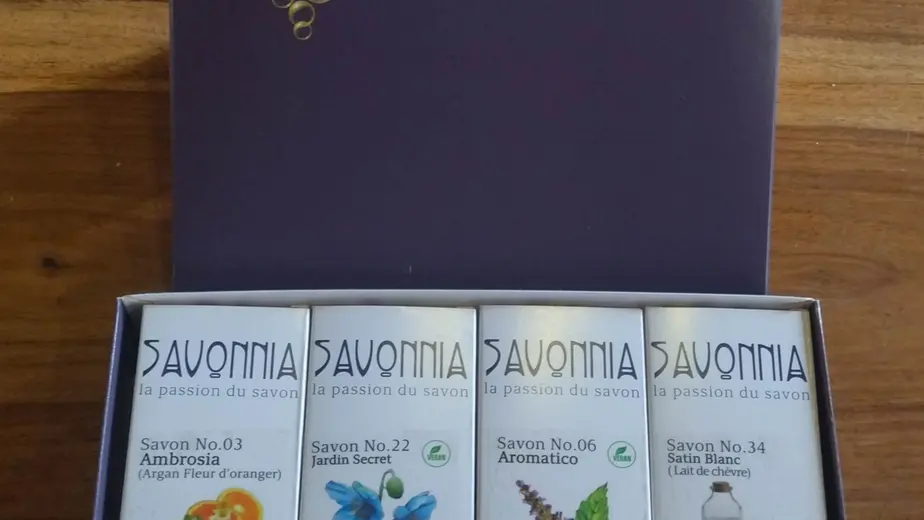 SAVONNIA
la passion du savon
Savon No.03
Ambrosia
(Argan Fleur d'oranger)
SAVONNIA
la passion du savon
Savon No.22
Jardin Secret
VEGAN
SAVONNIA
la passion du savon
Savon No.06
Aromatico
VEGAN
SAVONNIA
la passion du savon
Savon No.34
Satin Blanc
( Lait de chèvre)